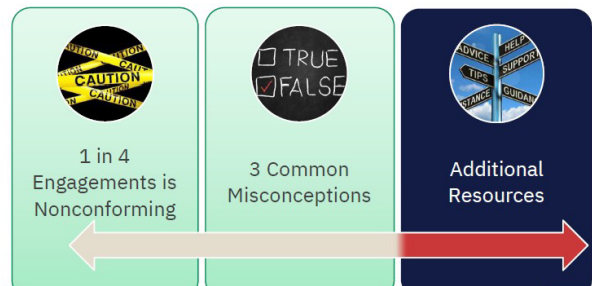 CAUTION
CAUTION
CAUTION
CAUTION
1 in 4
Engagements is
Nonconforming
TRUE
FALSE
3 Common
Misconceptions
ADVICE
HELP
SUPPORT
TIPS
GUIDAN
STANCE
Additional
Resources